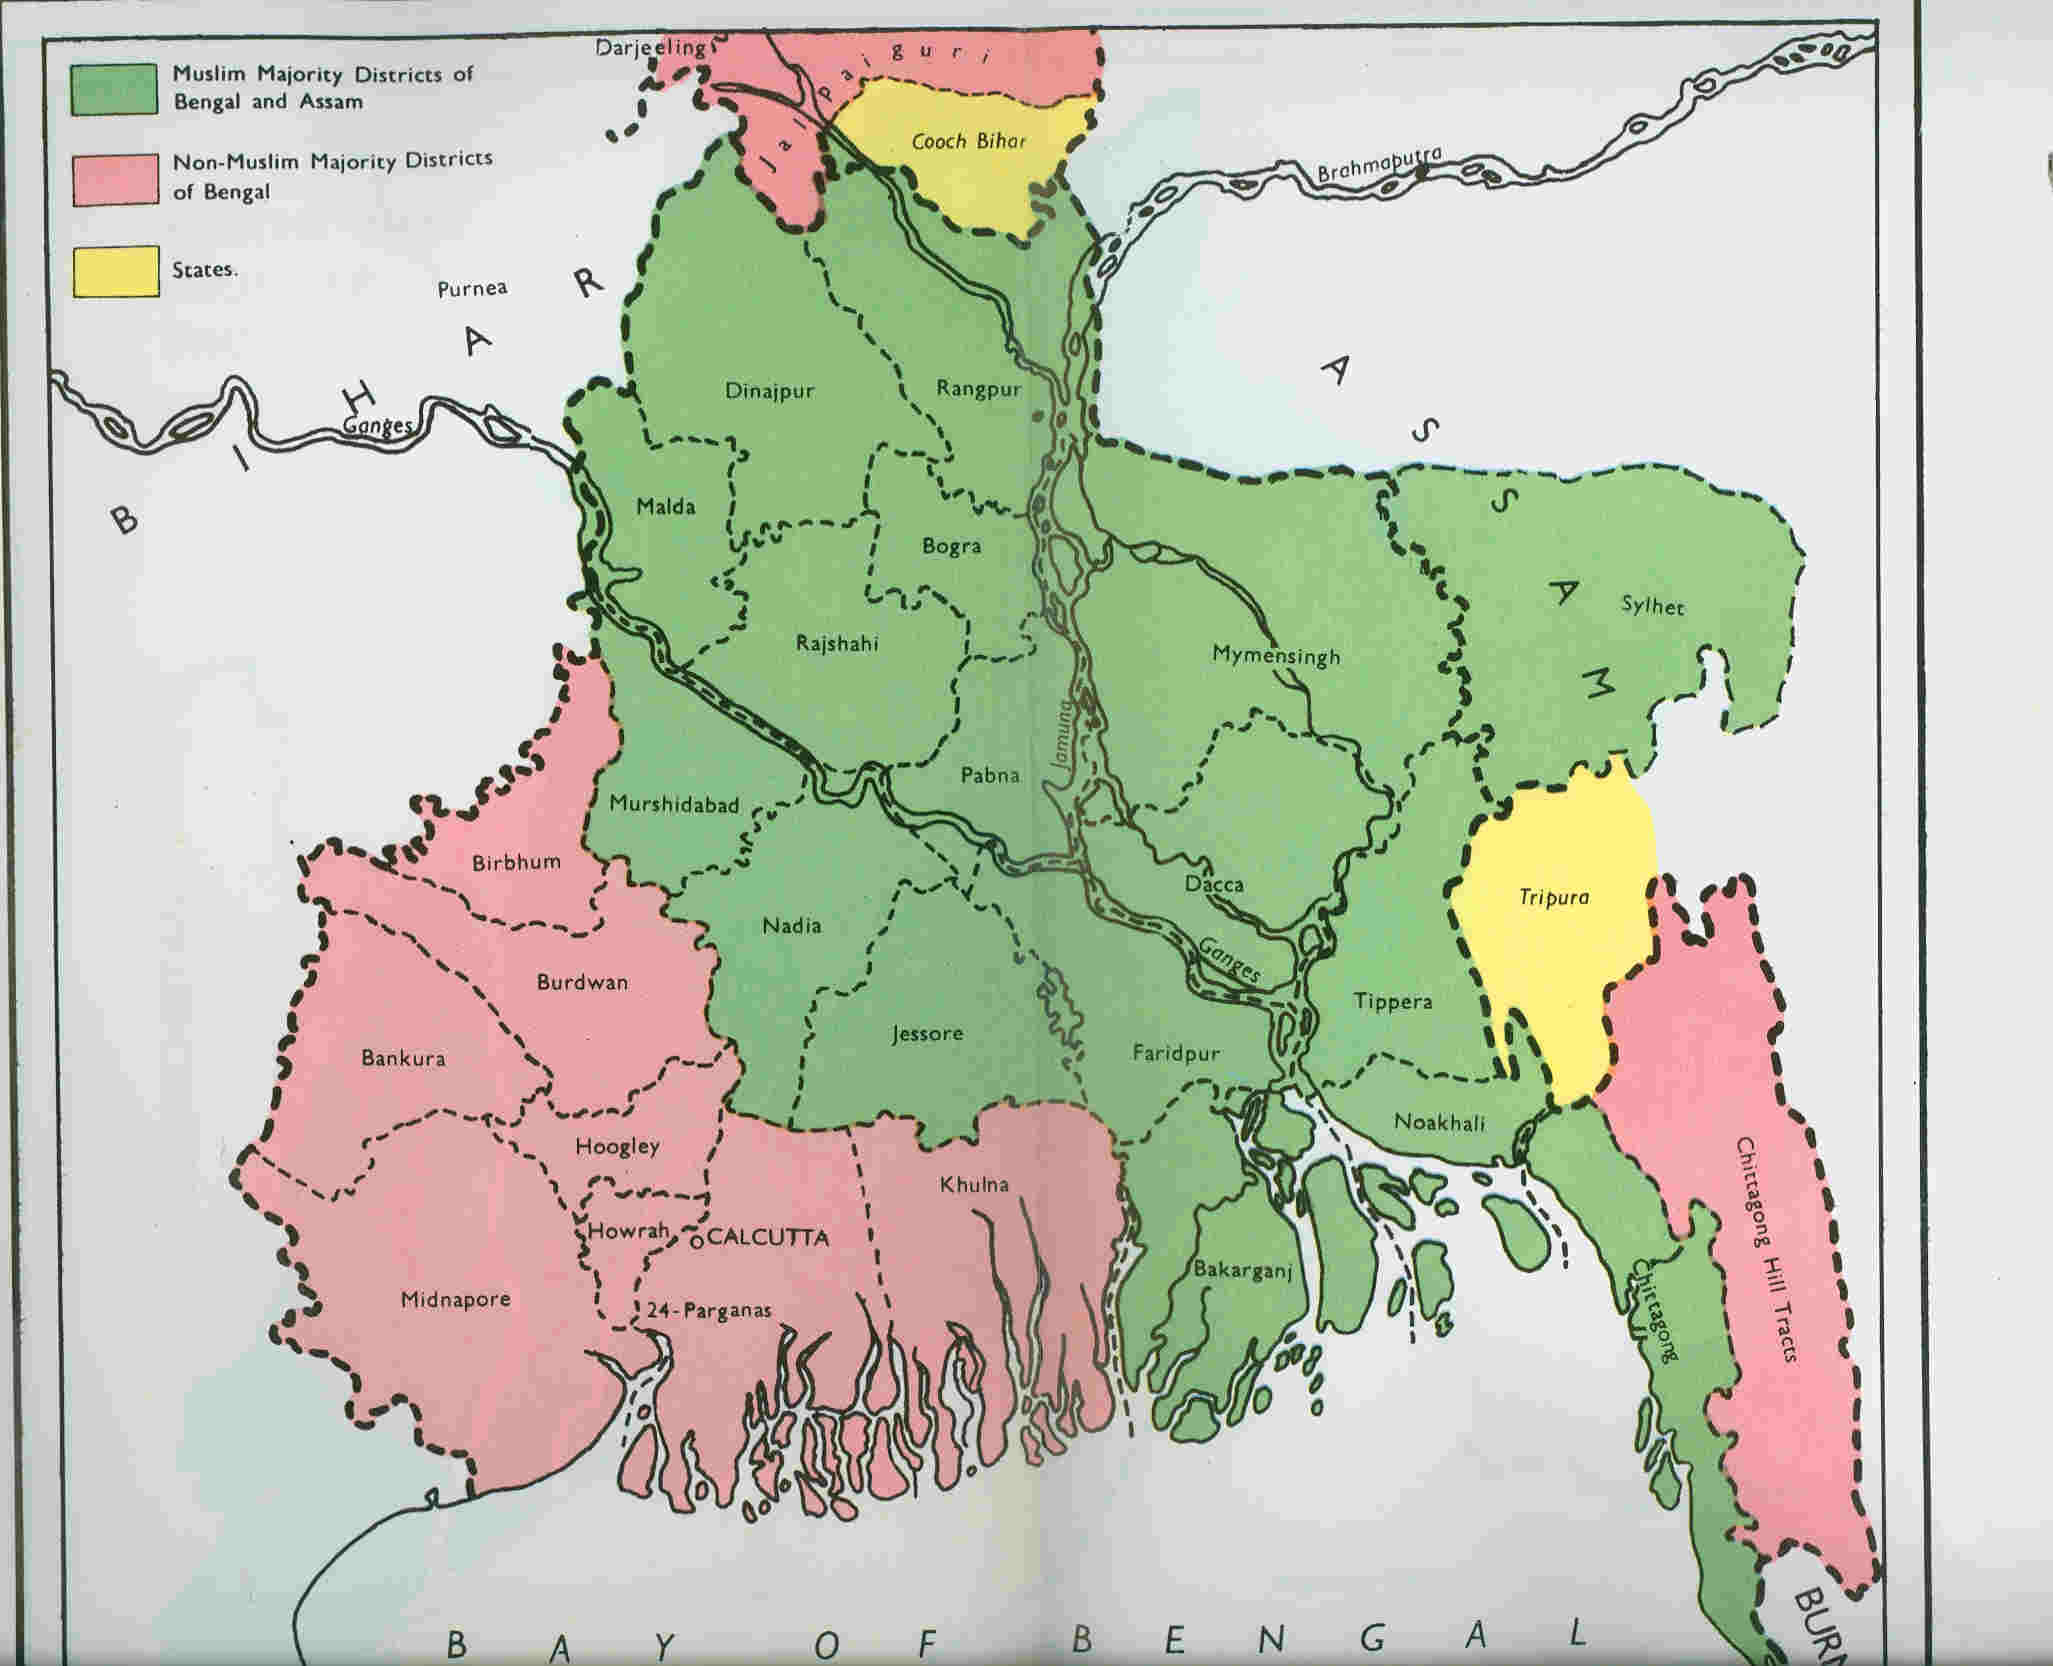 Muslim Majority Districts of
Bengal and Assam
Non-Muslim Majority Districts
of Bengal
States.
Darjeeling
Jalpaiguri
Cooch Bihar
Brahmaputra
Purnea
BIHAR
Ganges
ASSAM
Dinajpur
Rangpur
Malda
Bogra
Sylhet
Rajshahi
Mymensingh
Jamuna
Pabna
Murshidabad
Birbhum
Dacca
Tripura
Nadia
Ganges
Burdwan
Tippera
Jessore
Faridpur
Bankura
Noakhali
Hoogley
Khulna
Howrah
CALCUTTA
Chittagong Hill Tracts
Bakarganj
Midnapore
24-Parganas
Chittagong
BAY OF BENGAL